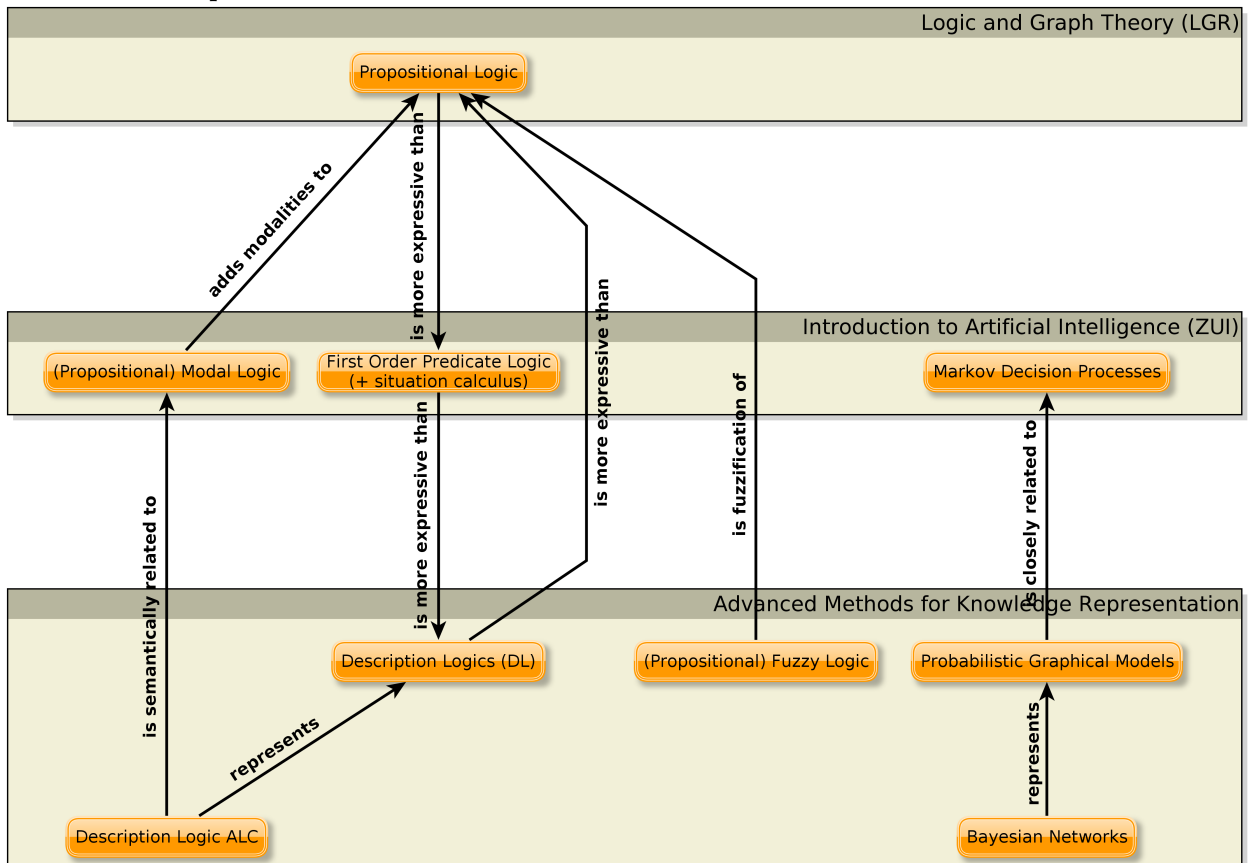 Logic and Graph Theory (LGR)
Propositional Logic
adds modalities to
is more expressive than
is more expressive than
is fuzzification of
Introduction to Artificial Intelligence (ZUI)
(Propositional) Modal Logic
First Order Predicate Logic
(+ situation calculus)
Markov Decision Processes
is semantically related to
is more expressive than
is closely related to
Advanced Methods for Knowledge Representation
Description Logics (DL)
(Propositional) Fuzzy Logic
Probabilistic Graphical Models
represents
represents
Description Logic ALC
Bayesian Networks